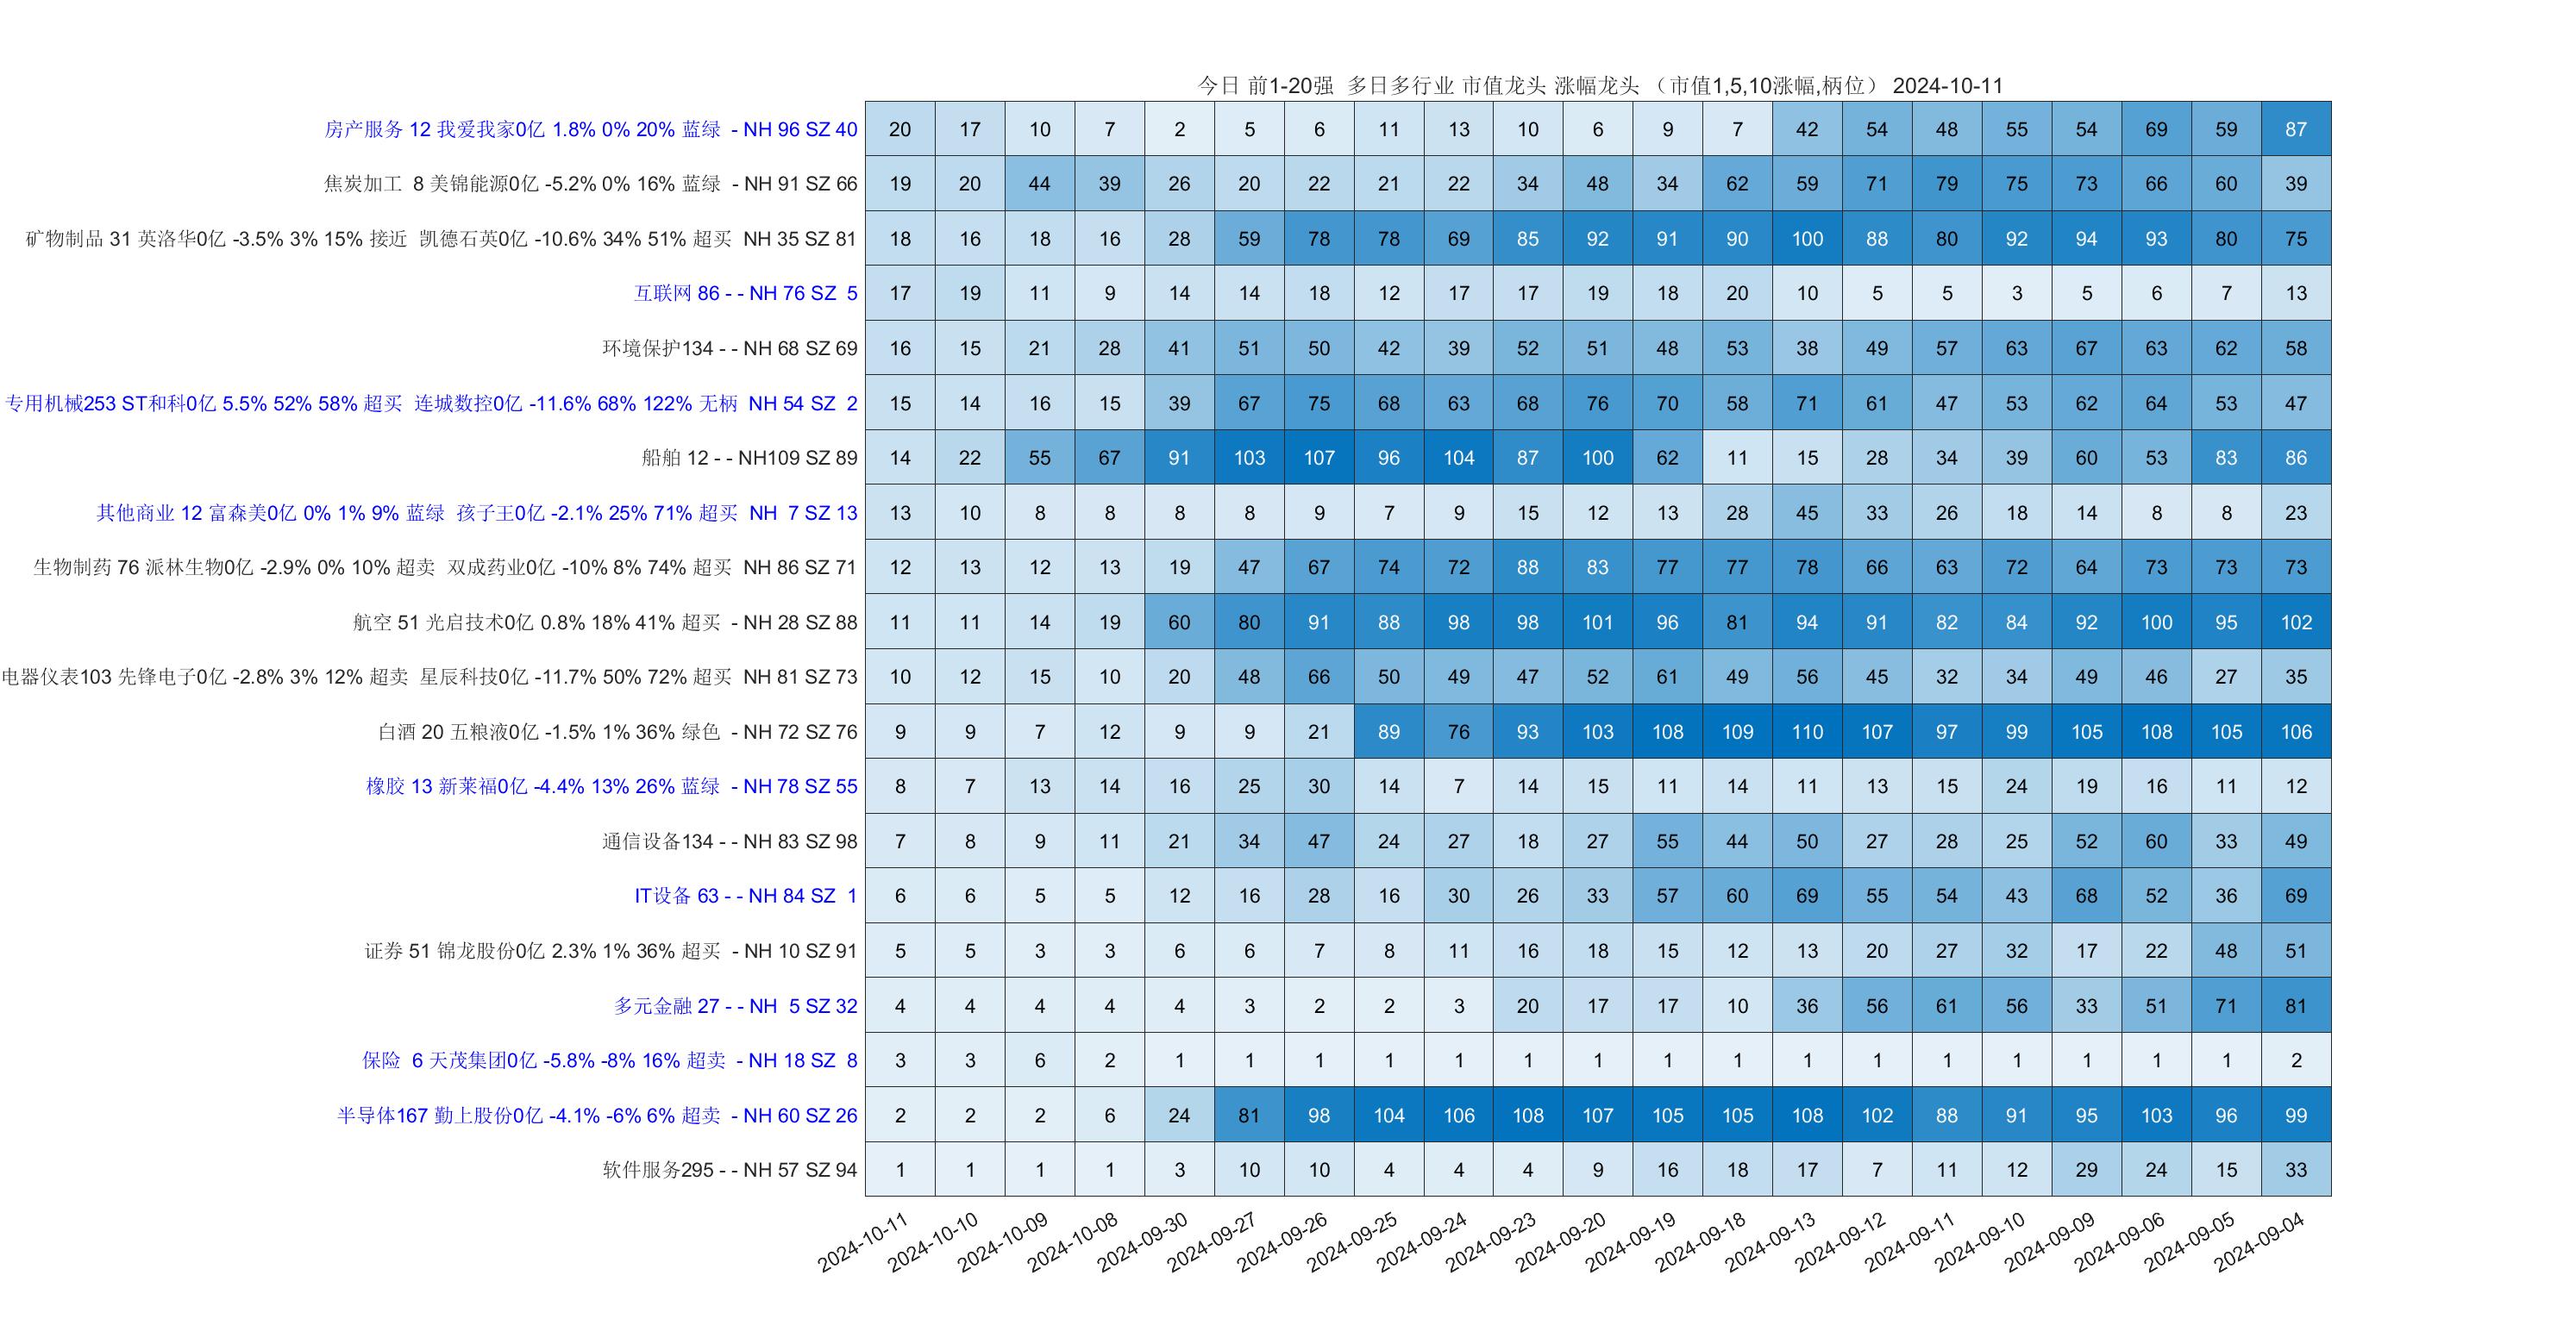 今日 前1-20强 多日多行业 市值龙头 涨幅龙头 （市值1,5,10涨幅,柄位） 2024-10-11
房产服务 12 我爱我家0亿 1.8% 0% 20% 蓝绿 - NH 96 SZ 40 20 17 10 7 2 5 6 11 13 10 6 9 7 42 54 48 55 54 69 59 87
焦炭加工 8 美锦能源0亿 -5.2% 0% 16% 蓝绿 - NH 91 SZ 66 19 20 44 39 26 20 22 21 22 34 48 34 62 59 71 79 75 73 66 60 39
矿物制品 31 英洛华0亿 -3.5% 3% 15% 接近 凯德石英0亿 -10.6% 34% 51% 超买 NH 35 SZ 81 18 16 18 16 28 59 78 78 69 85 92 91 90 100 88 80 92 94 93 80 75
互联网 86 - - NH 76 SZ 5 17 19 11 9 14 14 18 12 17 17 19 18 20 10 5 5 3 5 6 7 13
环境保护134 - - NH 68 SZ 69 16 15 21 28 41 51 50 42 39 52 51 48 53 38 49 57 63 67 63 62 58
专用机械253 ST和科0亿 5.5% 52% 58% 超买 连城数控0亿 -11.6% 68% 122% 无柄 NH 54 SZ 2 15 14 16 15 39 67 75 68 63 68 76 70 58 71 61 47 53 62 64 53 47
船舶 12 - - NH109 SZ 89 14 22 55 67 91 103 107 96 104 87 100 62 11 15 28 34 39 60 53 83 86
其他商业 12 富森美0亿 0% 1% 9% 蓝绿 孩子王0亿 -2.1% 25% 71% 超买 NH 7 SZ 13 13 10 8 8 8 8 9 7 9 15 12 13 28 45 33 26 18 14 8 8 23
生物制药 76 派林生物0亿 -2.9% 0% 10% 超卖 双成药业0亿 -10% 8% 74% 超买 NH 86 SZ 71 12 13 12 13 19 47 67 74 72 88 83 77 77 78 66 63 72 64 73 73 73
航空 51 光启技术0亿 0.8% 18% 41% 超买 - NH 28 SZ 88 11 11 14 19 60 80 91 88 98 98 101 96 81 94 91 82 84 92 100 95 102
电器仪表103 先锋电子0亿 -2.8% 3% 12% 超卖 星辰科技0亿 -11.7% 50% 72% 超买 NH 81 SZ 73 10 12 15 10 20 48 66 50 49 47 52 61 49 56 45 32 34 49 46 27 35
白酒 20 五粮液0亿 -1.5% 1% 36% 绿色 - NH 72 SZ 76 9 9 7 12 9 9 21 89 76 93 103 108 109 110 107 97 99 105 108 105 106
橡胶 13 新莱福0亿 -4.4% 13% 26% 蓝绿 - NH 78 SZ 55 8 7 13 14 16 25 30 14 7 14 15 11 14 11 13 15 24 19 16 11 12
通信设备134 - - NH 83 SZ 98 7 8 9 11 21 34 47 24 27 18 27 55 44 50 27 28 25 52 60 33 49
IT设备 63 - - NH 84 SZ 1 6 6 5 5 12 16 28 16 30 26 33 57 60 69 55 54 43 68 52 36 69
证券 51 锦龙股份0亿 2.3% 1% 36% 超买 - NH 10 SZ 91 5 5 3 3 6 6 7 8 11 16 18 15 12 13 20 27 32 17 22 48 51
多元金融 27 - - NH 5 SZ 32 4 4 4 4 4 3 2 2 3 20 17 17 10 36 56 61 56 33 51 71 81
保险 6 天茂集团0亿 -5.8% -8% 16% 超卖 - NH 18 SZ 8 3 3 6 2 1 1 1 1 1 1 1 1 1 1 1 1 1 1 1 1 2
半导体167 勤上股份0亿 -4.1% -6% 6% 超卖 - NH 60 SZ 26 2 2 2 6 24 81 98 104 106 108 107 105 105 108 102 88 91 95 103 96 99
软件服务295 - - NH 57 SZ 94 1 1 1 1 3 10 10 4 4 4 9 16 18 17 7 11 12 29 24 15 33
2024-10-11 2024-10-10 2024-10-09 2024-10-08 2024-09-30 2024-09-27 2024-09-26 2024-09-25 2024-09-24 2024-09-23 2024-09-20 2024-09-19 2024-09-18 2024-09-13 2024-09-12 2024-09-11 2024-09-10 2024-09-09 2024-09-06 2024-09-05 2024-09-04